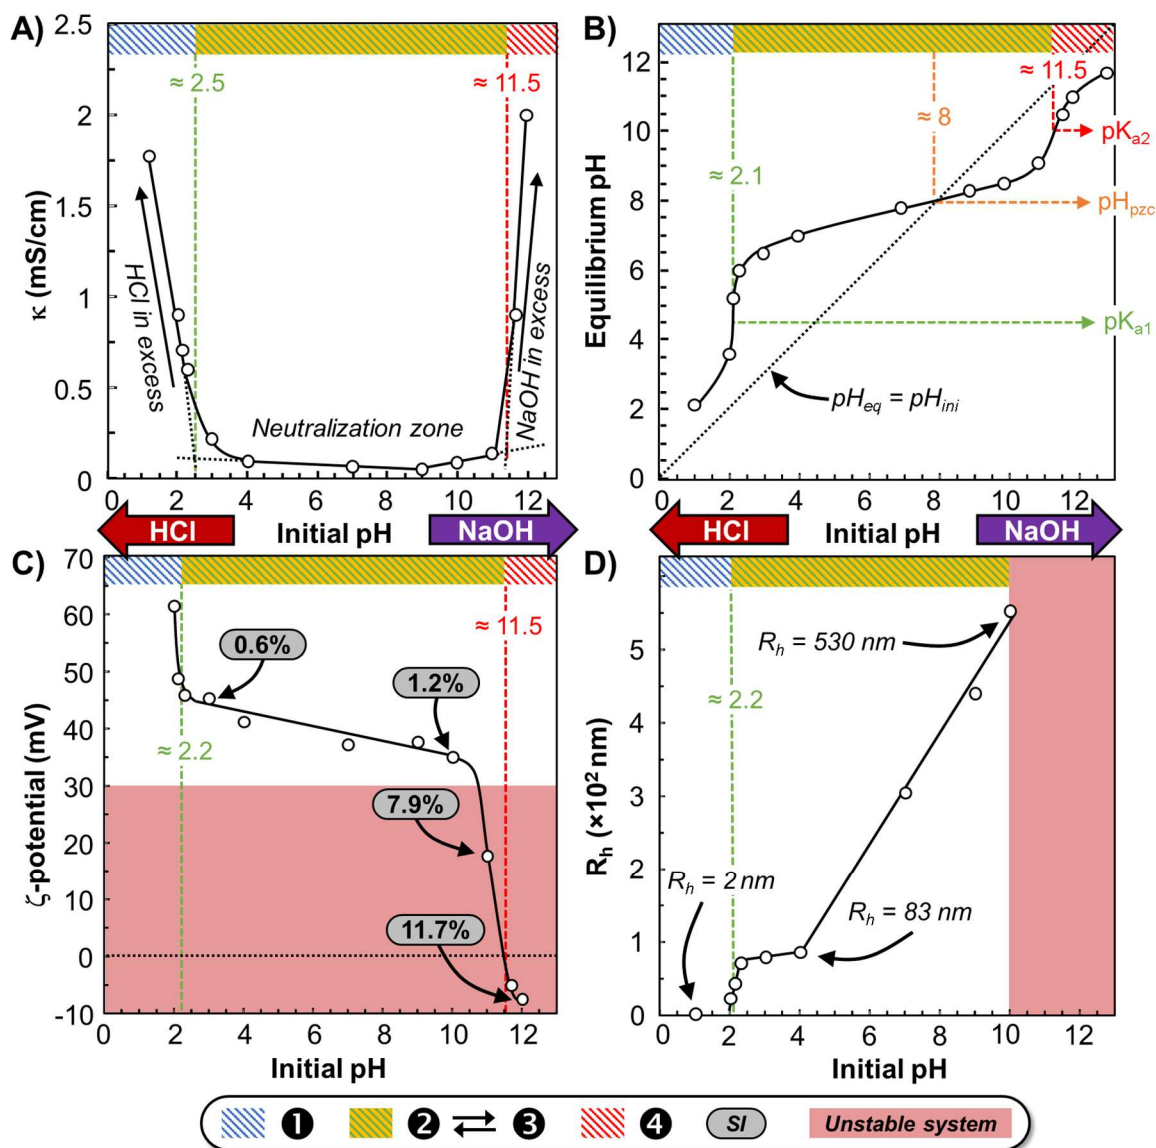 A)
2.5
2
1.5
1
0.5
0
κ (mS/cm)
≈ 2.5
≈ 11.5
HCl in excess
NaOH in excess
Neutralization zone
0 2 4 6 8 10 12
HCl
Initial pH
NaOH
B)
12
10
8
6
4
2
0
Equilibrium pH
≈ 2.1
≈ 8
≈ 11.5
pKa2
pHpzc
pKa1
pHeq = pHini
0 2 4 6 8 10 12
HCl
Initial pH
NaOH
C)
70
60
50
40
30
20
10
0
-10
ζ-potential (mV)
0.6%
1.2%
≈ 11.5
≈ 2.2
7.9%
11.7%
0 2 4 6 8 10 12
Initial pH
D)
5
4
3
2
1
0
Rh (×10² nm)
Rh = 530 nm
≈ 2.2
Rh = 2 nm
Rh = 83 nm
0 2 4 6 8 10 12
Initial pH
❶ ❷ ⇌ ❸ ❹ SI Unstable system